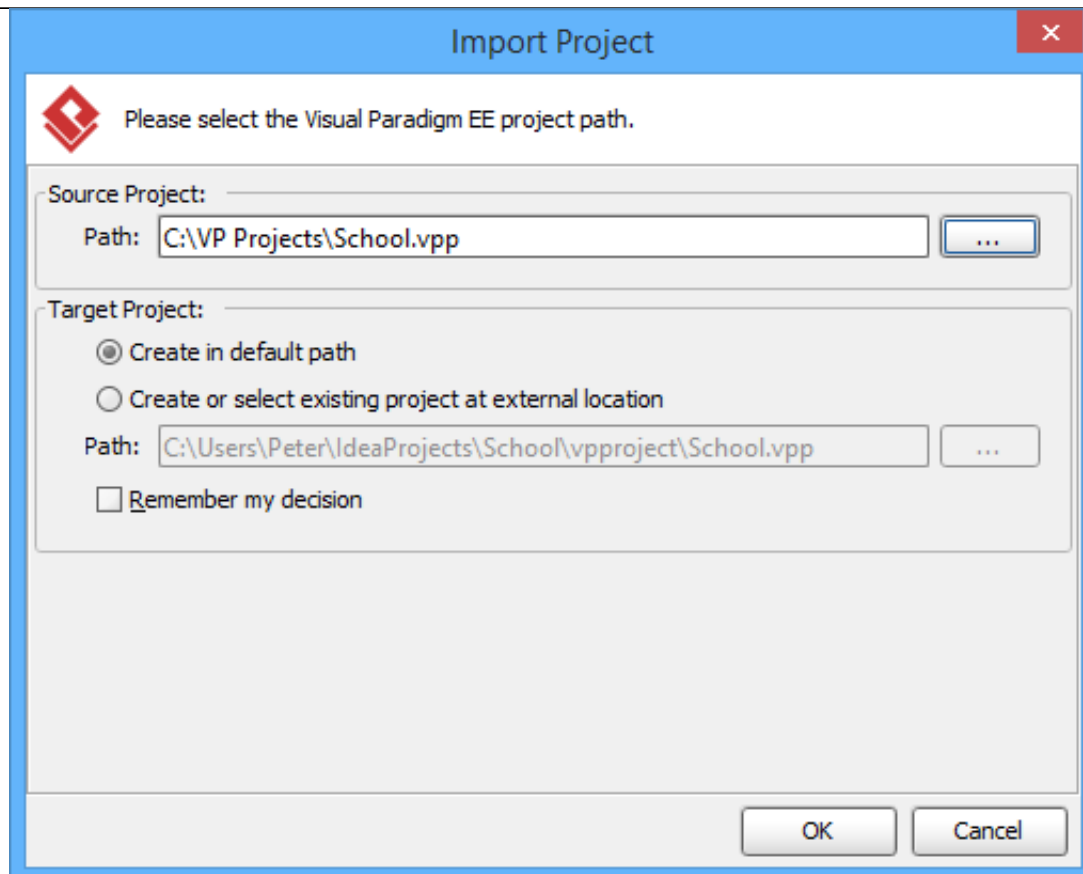 Import Project
Please select the Visual Paradigm EE project path.
Source Project:
Path: C:\VP Projects\School.vpp ...
Target Project:
Create in default path
Create or select existing project at external location
Path: C:\Users\Peter\IdeaProjects\School\vpproject\School.vpp ...
Remember my decision
OK Cancel